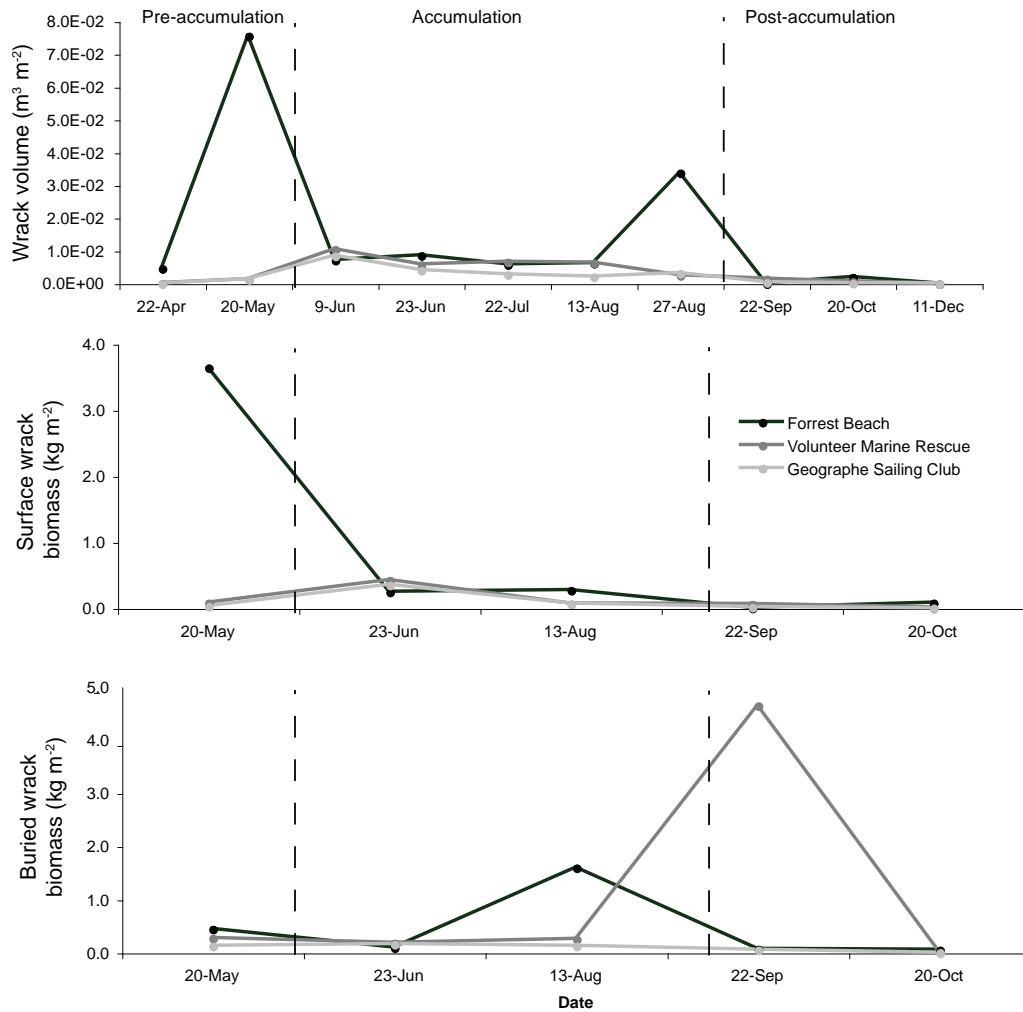 Pre-accumulation Accumulation Post-accumulation
Wrack volume (m³ m⁻²)
8.0E-02
7.0E-02
6.0E-02
5.0E-02
4.0E-02
3.0E-02
2.0E-02
1.0E-02
0.0E+00
22-Apr 20-May 9-Jun 23-Jun 22-Jul 13-Aug 27-Aug 22-Sep 20-Oct 11-Dec
Surface wrack
biomass (kg m⁻²)
4.0
3.0
2.0
1.0
0.0
Forrest Beach
Volunteer Marine Rescue
Geographe Sailing Club
20-May 23-Jun 13-Aug 22-Sep 20-Oct
Buried wrack
biomass (kg m⁻²)
5.0
4.0
3.0
2.0
1.0
0.0
20-May 23-Jun 13-Aug 22-Sep 20-Oct
Date